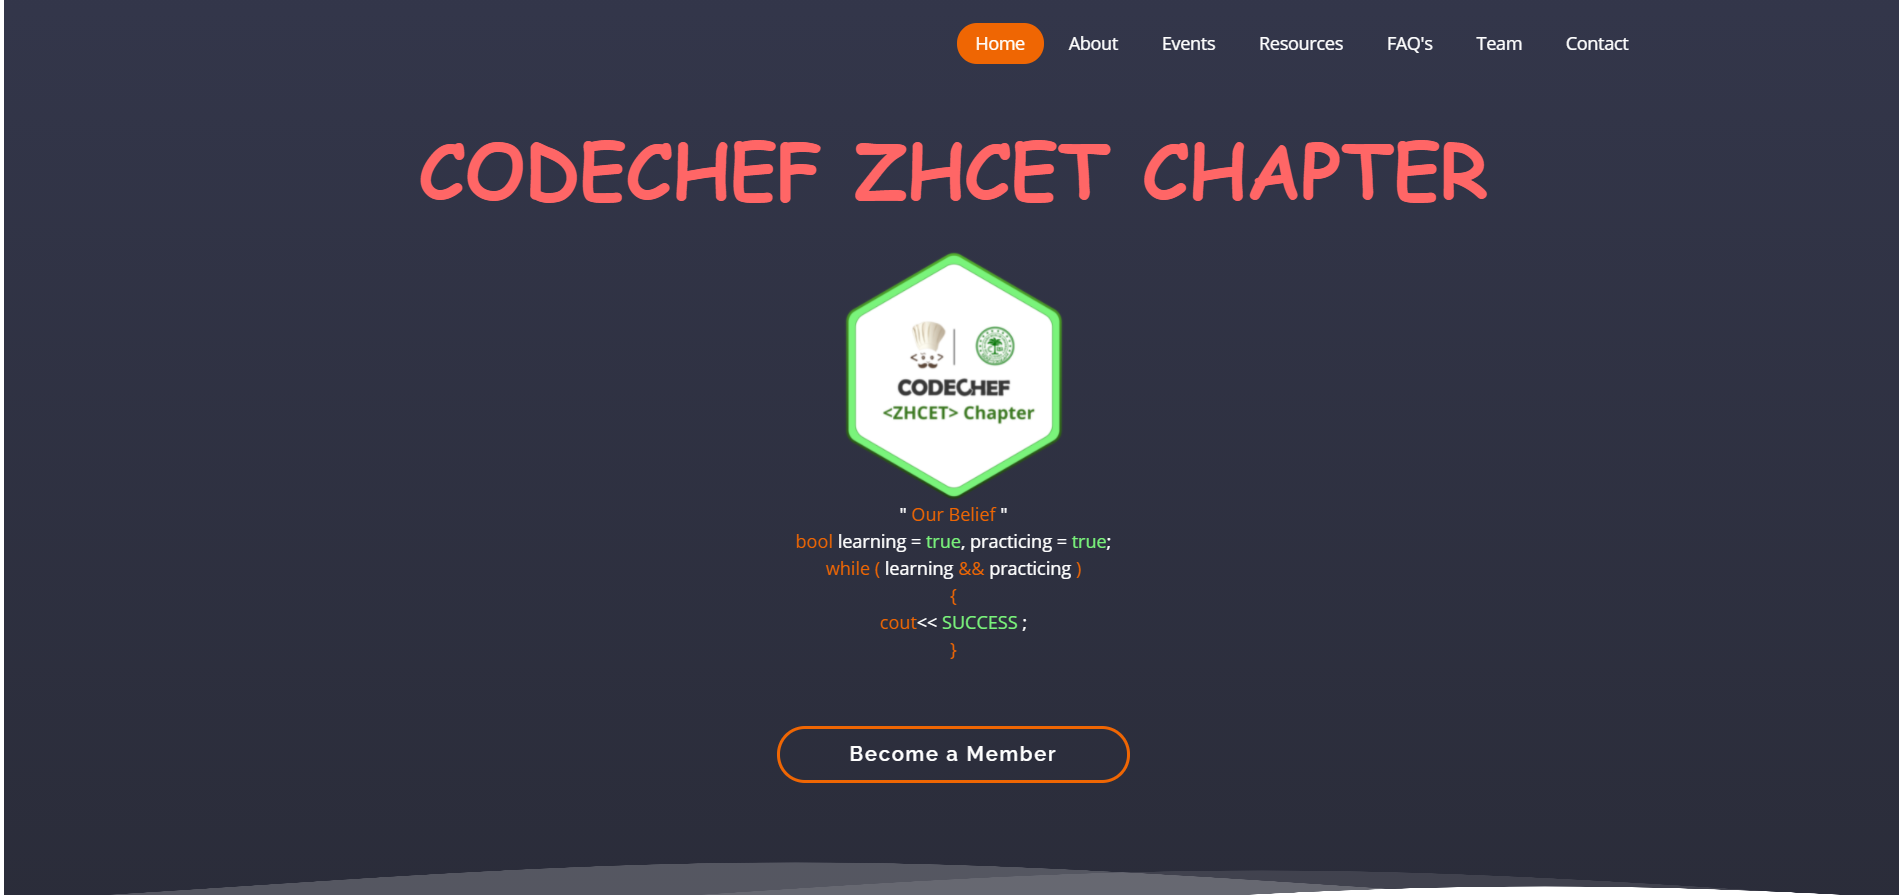 Home About Events Resources FAQ's Team Contact
CODECHEF ZHCET CHAPTER
CODECHEF
<ZHCET> Chapter
" Our Belief "
bool learning = true, practicing = true;
while ( learning && practicing )
{
cout<< SUCCESS ;
}
Become a Member